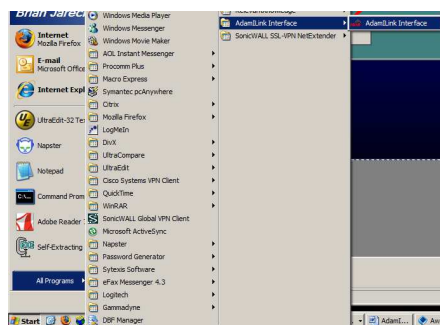 Brian Jarec
Internet
Mozilla Firefox
E-mail
Microsoft Office
Internet Expl
UltraEdit-32 Te
Napster
Notepad
Command Prom
Adobe Reader
Self-Extracting
All Programs
Start
Windows Media Player
Windows Messenger
Windows Movie Maker
AOL Instant Messenger
Procomm Plus
Macro Express
Symantec pcAnywhere
Citrix
Mozilla Firefox
LogMeIn
DivX
UltraCompare
UltraEdit
Cisco Systems VPN Client
QuickTime
WinRAR
SonicWALL Global VPN Client
Microsoft ActiveSync
Napster
Password Generator
Sytexis Software
eFax Messenger 4.3
Logitech
Gammadyne
DBF Manager
AdamILink Interface
SonicWALL SSL-VPN NetExtender
AdamILink Interface
AdamI...
Aw